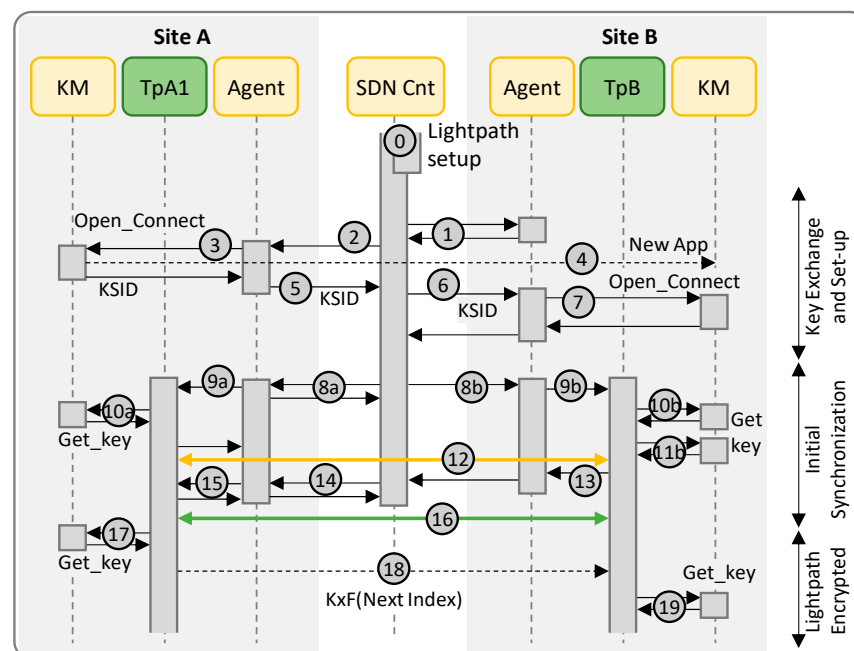 Site A
Site B
KM
TpA1
Agent
SDN Cnt
Agent
TpB
KM
0
Lightpath
setup
1
2
Open_Connect
3
New App
4
KSID
5
KSID
6
KSID
7
Open_Connect
8a
9a
8b
9b
10a
Get_key
10b
Get
key
11b
12
13
14
15
16
17
Get_key
18
KxF(Next Index)
Get_key
19
Key Exchange
and Set-up
Initial
Synchronization
Lightpath
Encrypted